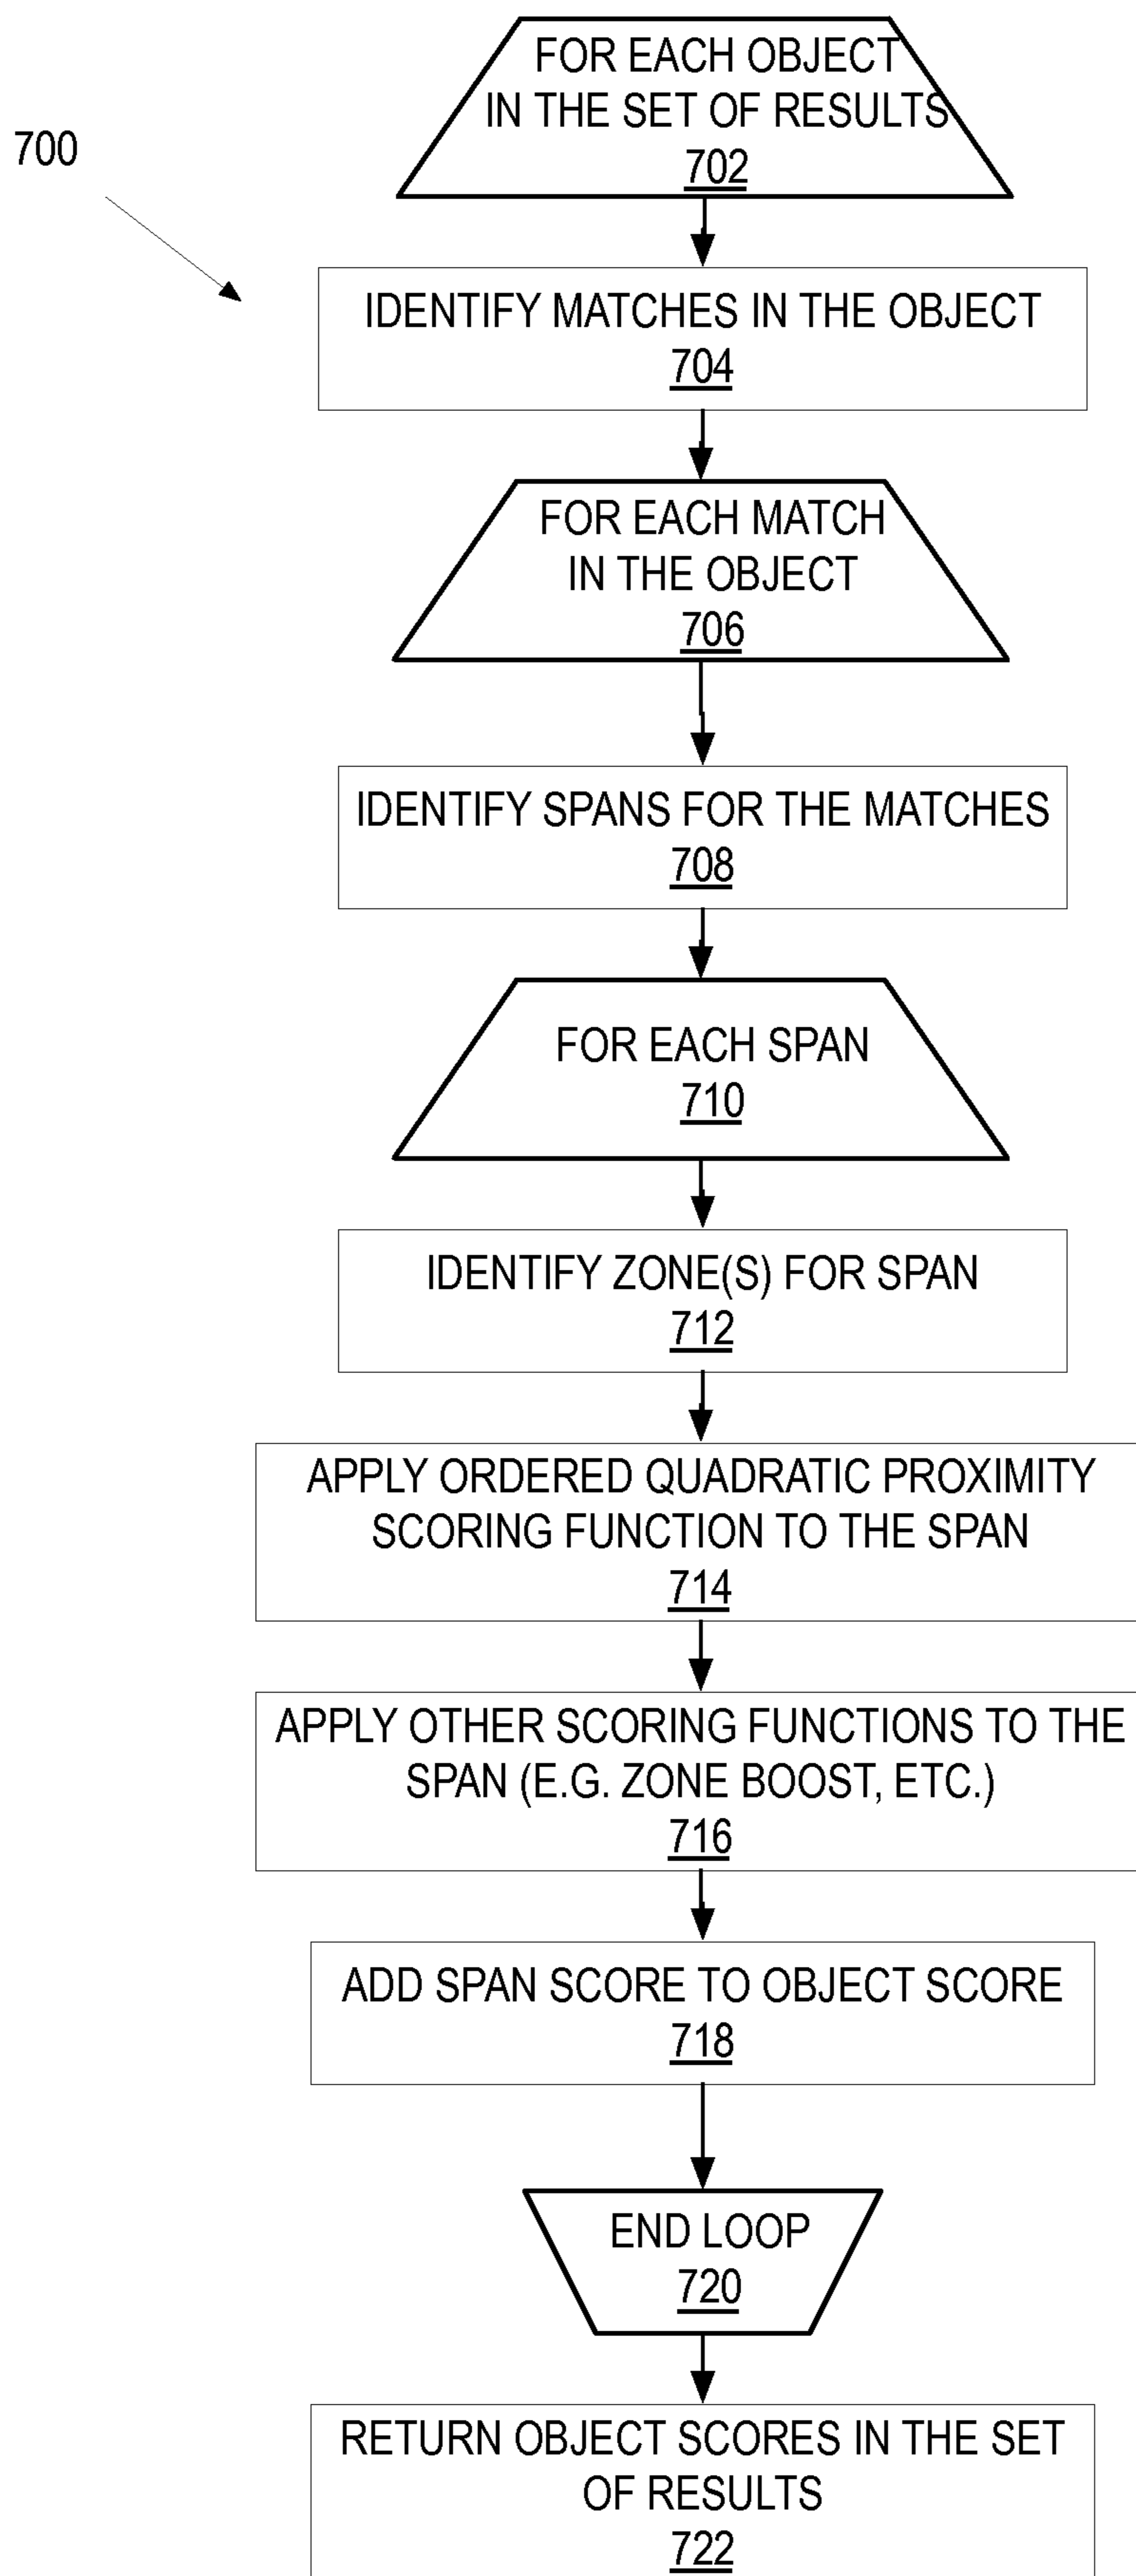 FOR EACH OBJECT
IN THE SET OF RESULTS
702
700
IDENTIFY MATCHES IN THE OBJECT
704
FOR EACH MATCH
IN THE OBJECT
706
IDENTIFY SPANS FOR THE MATCHES
708
FOR EACH SPAN
710
IDENTIFY ZONE(S) FOR SPAN
712
APPLY ORDERED QUADRATIC PROXIMITY
SCORING FUNCTION TO THE SPAN
714
APPLY OTHER SCORING FUNCTIONS TO THE
SPAN (E.G. ZONE BOOST, ETC.)
716
ADD SPAN SCORE TO OBJECT SCORE
718
END LOOP
720
RETURN OBJECT SCORES IN THE SET
OF RESULTS
722